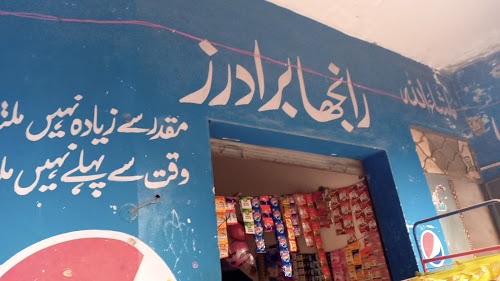 رانجھا برادرز
مقدر سے زیادہ نہیں
وقت سے پہلے نہیں